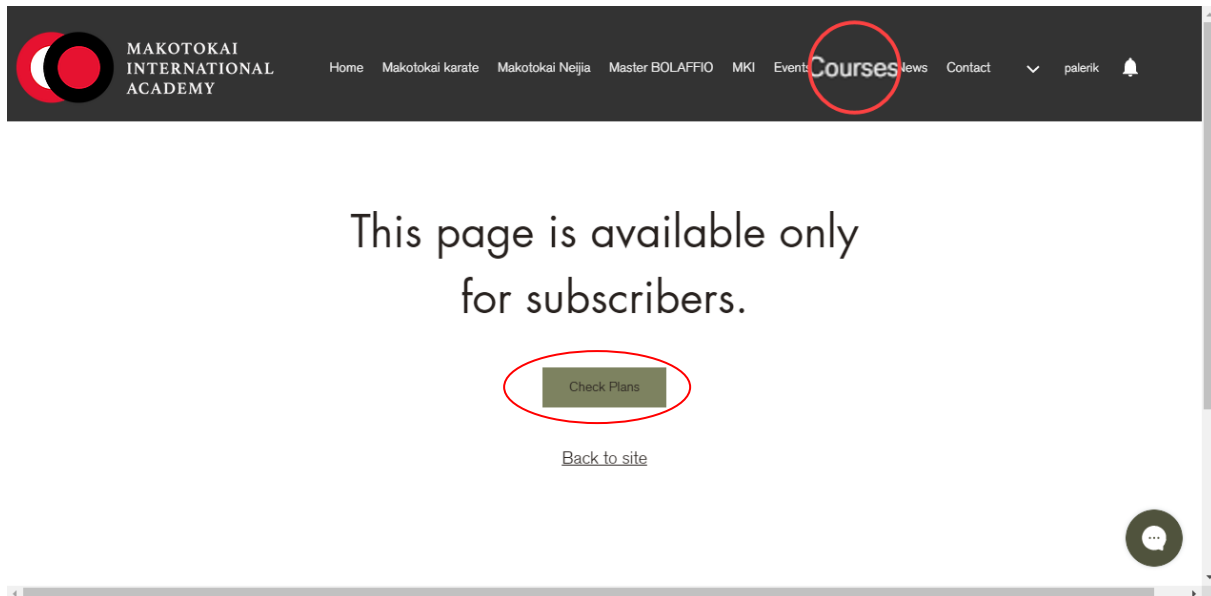 MAKOTOKAI
INTERNATIONAL
ACADEMY
Home Makotokai karate Makotokai Neijia Master BOLAFFIO MKI Events Courses News Contact palerik
This page is available only
for subscribers.
Check Plans
Back to site